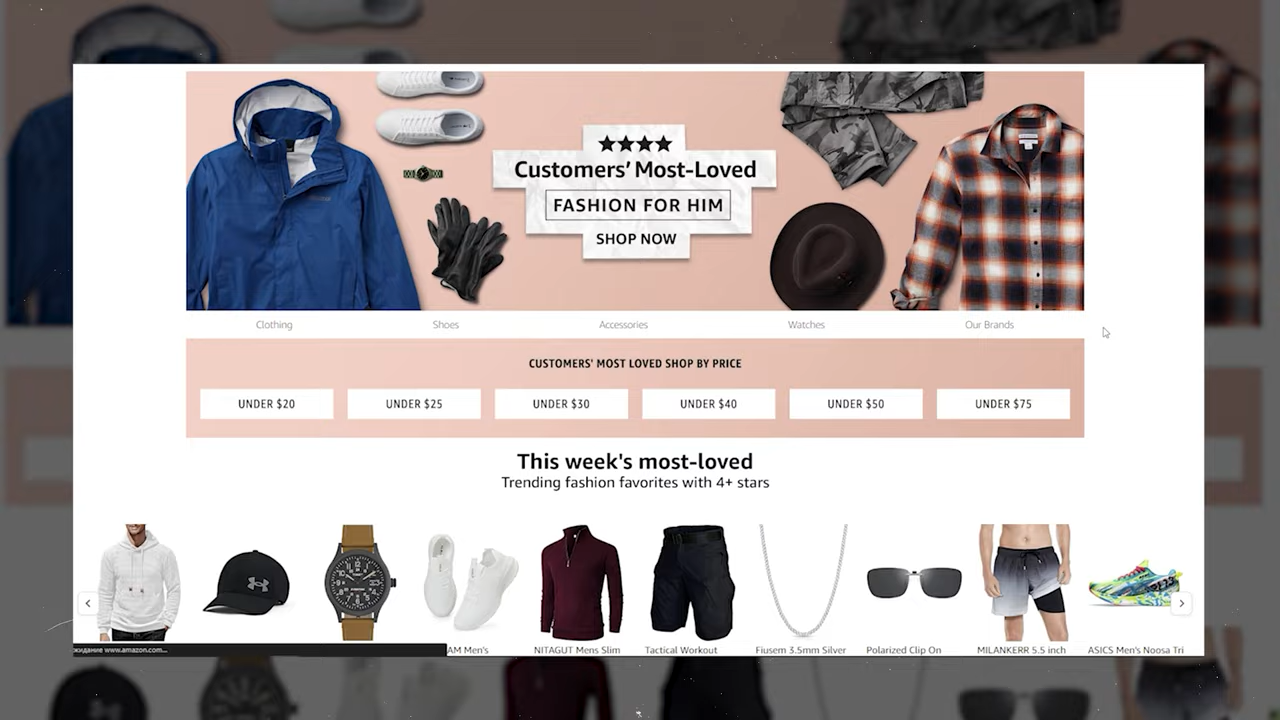 Customers' Most-Loved
FASHION FOR HIM
SHOP NOW
Clothing Shoes Accessories Watches Our Brands
CUSTOMERS' MOST LOVED SHOP BY PRICE
UNDER $20 UNDER $25 UNDER $30 UNDER $40 UNDER $50 UNDER $75
This week's most-loved
Trending fashion favorites with 4+ stars
AM Men's NITAGUT Mens Slim Tactical Workout Fiusem 3.5mm Silver Polarized Clip On MILANKERR 5.5 inch ASICS Men's Noosa Tri
жидание www.amazon.com...